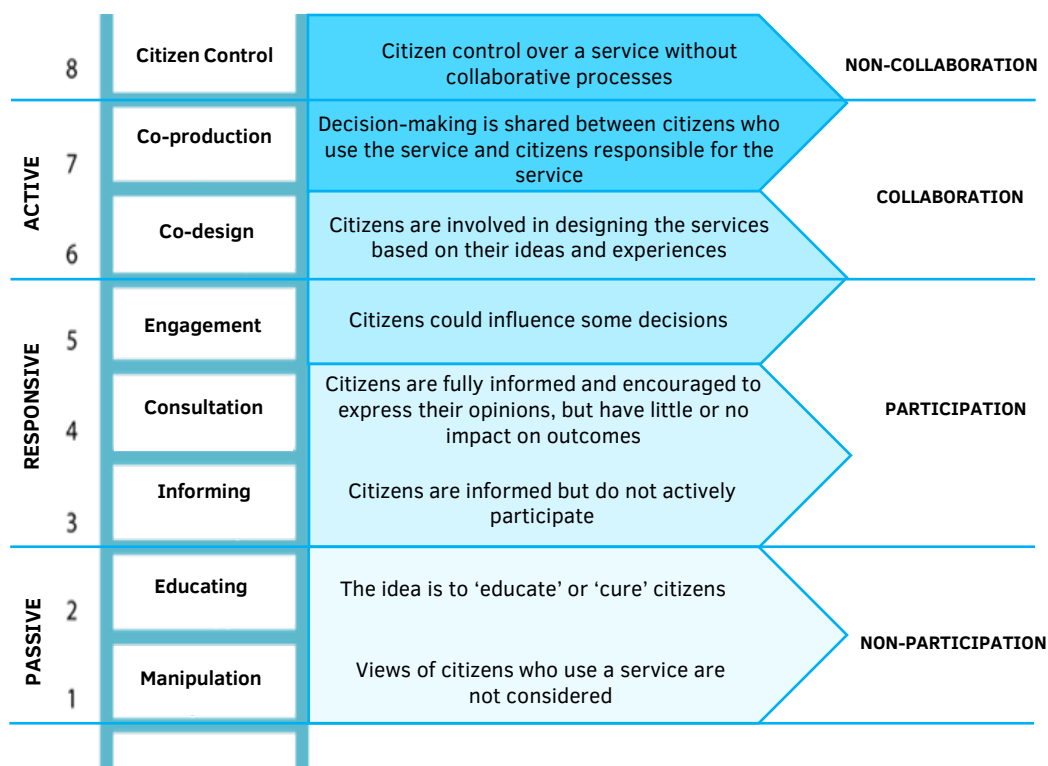 8
Citizen Control
Citizen control over a service without
collaborative processes
NON-COLLABORATION
ACTIVE
7
Co-production
Decision-making is shared between citizens who
use the service and citizens responsible for the
service
COLLABORATION
6
Co-design
Citizens are involved in designing the services
based on their ideas and experiences
RESPONSIVE
5
Engagement
Citizens could influence some decisions
4
Consultation
Citizens are fully informed and encouraged to
express their opinions, but have little or no
impact on outcomes
PARTICIPATION
3
Informing
Citizens are informed but do not actively
participate
PASSIVE
2
Educating
The idea is to ‘educate’ or ‘cure’ citizens
NON-PARTICIPATION
1
Manipulation
Views of citizens who use a service are
not considered